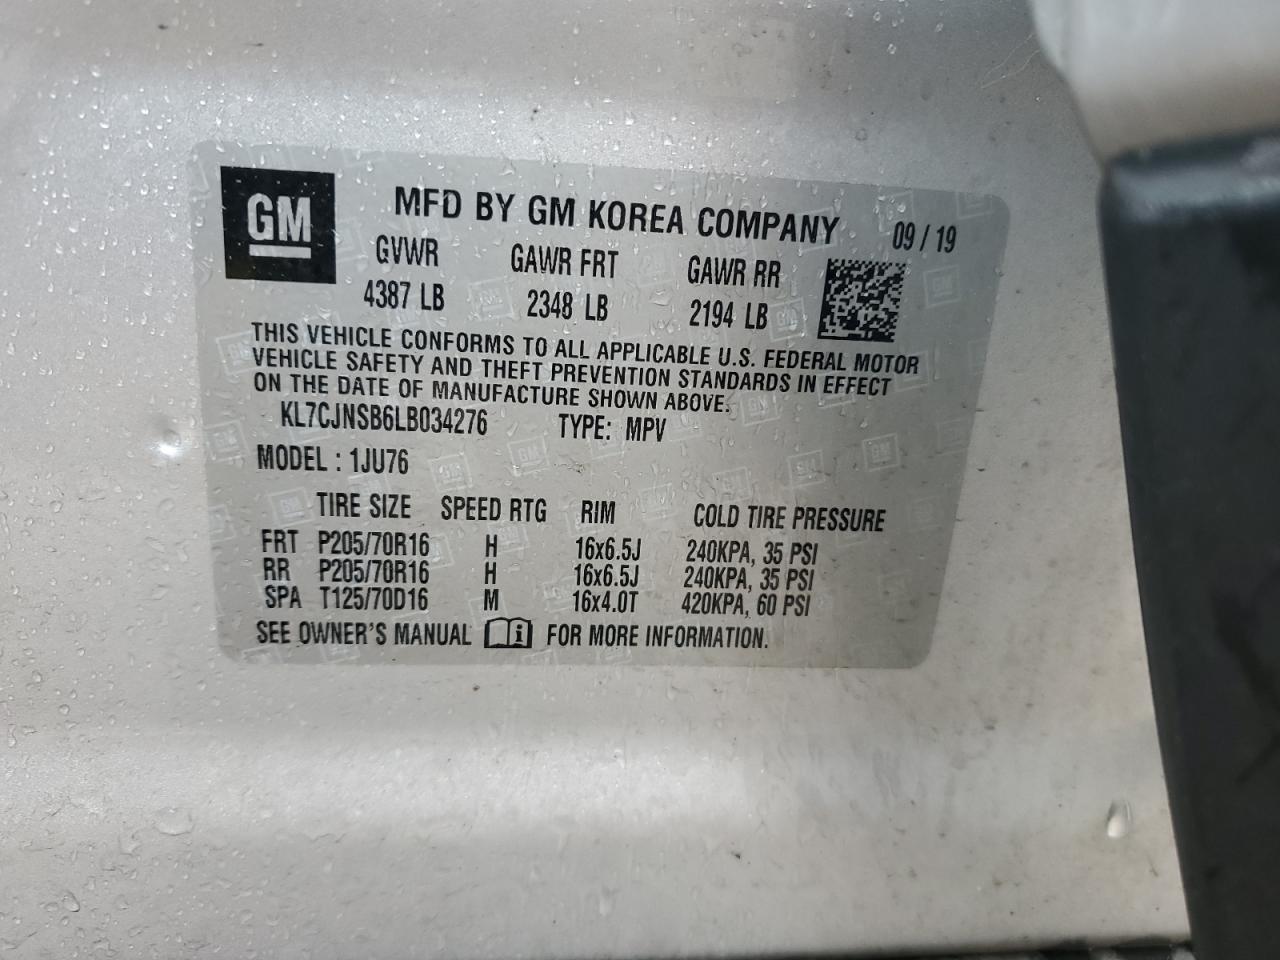 GM
MFD BY GM KOREA COMPANY 09 / 19
GVWR GAWR FRT GAWR RR
4387 LB 2348 LB 2194 LB
THIS VEHICLE CONFORMS TO ALL APPLICABLE U.S. FEDERAL MOTOR
VEHICLE SAFETY AND THEFT PREVENTION STANDARDS IN EFFECT
ON THE DATE OF MANUFACTURE SHOWN ABOVE.
KL7CJNSB6LB034276 TYPE: MPV
MODEL : 1JU76
TIRE SIZE SPEED RTG RIM COLD TIRE PRESSURE
FRT P205/70R16 H 16x6.5J 240KPA, 35 PSI
RR P205/70R16 H 16x6.5J 240KPA, 35 PSI
SPA T125/70D16 M 16x4.0T 420KPA, 60 PSI
SEE OWNER'S MANUAL i FOR MORE INFORMATION.